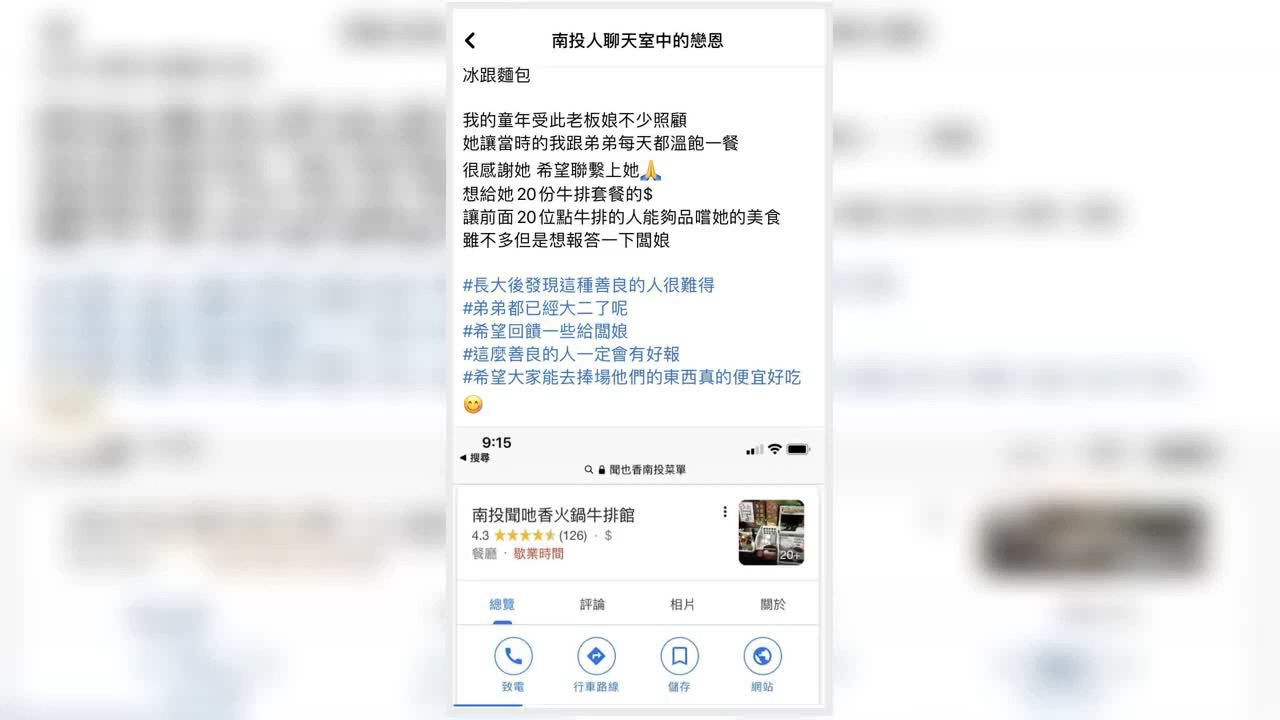 南投人聊天室中的戀恩
冰跟麵包
我的童年受此老板娘不少照顧
她讓當時的我跟弟弟每天都溫飽一餐
很感謝她 希望聯繫上她🙏
想給她20份牛排套餐的$
讓前面20位點牛排的人能夠品嚐她的美食
雖不多但是想報答一下闆娘
#長大後發現這種善良的人很難得
#弟弟都已經大二了呢
#希望回饋一些給闆娘
#這麼善良的人一定會有好報
#希望大家能去捧場他們的東西真的便宜好吃
😋
9:15
◀ 搜尋
聞也香南投菜單
南投聞吔香火鍋牛排館
4.3 ★★★★★ (126) · $
餐廳 · 歇業時間
20+
總覽 評論 相片 關於
致電 行車路線 儲存 網站